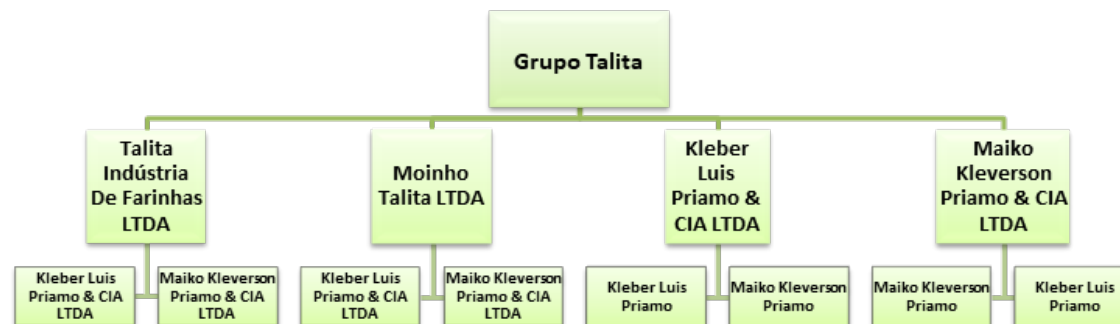 Grupo Talita
Talita
Indústria
De Farinhas
LTDA
Moinho
Talita LTDA
Kleber
Luis
Priamo &
CIA LTDA
Maiko
Kleverson
Priamo & CIA
LTDA
Kleber Luis
Priamo & CIA
LTDA
Maiko Kleverson
Priamo & CIA
LTDA
Kleber Luis
Priamo & CIA
LTDA
Maiko Kleverson
Priamo & CIA
LTDA
Kleber Luis
Priamo
Maiko Kleverson
Priamo
Maiko Kleverson
Priamo
Kleber Luis
Priamo